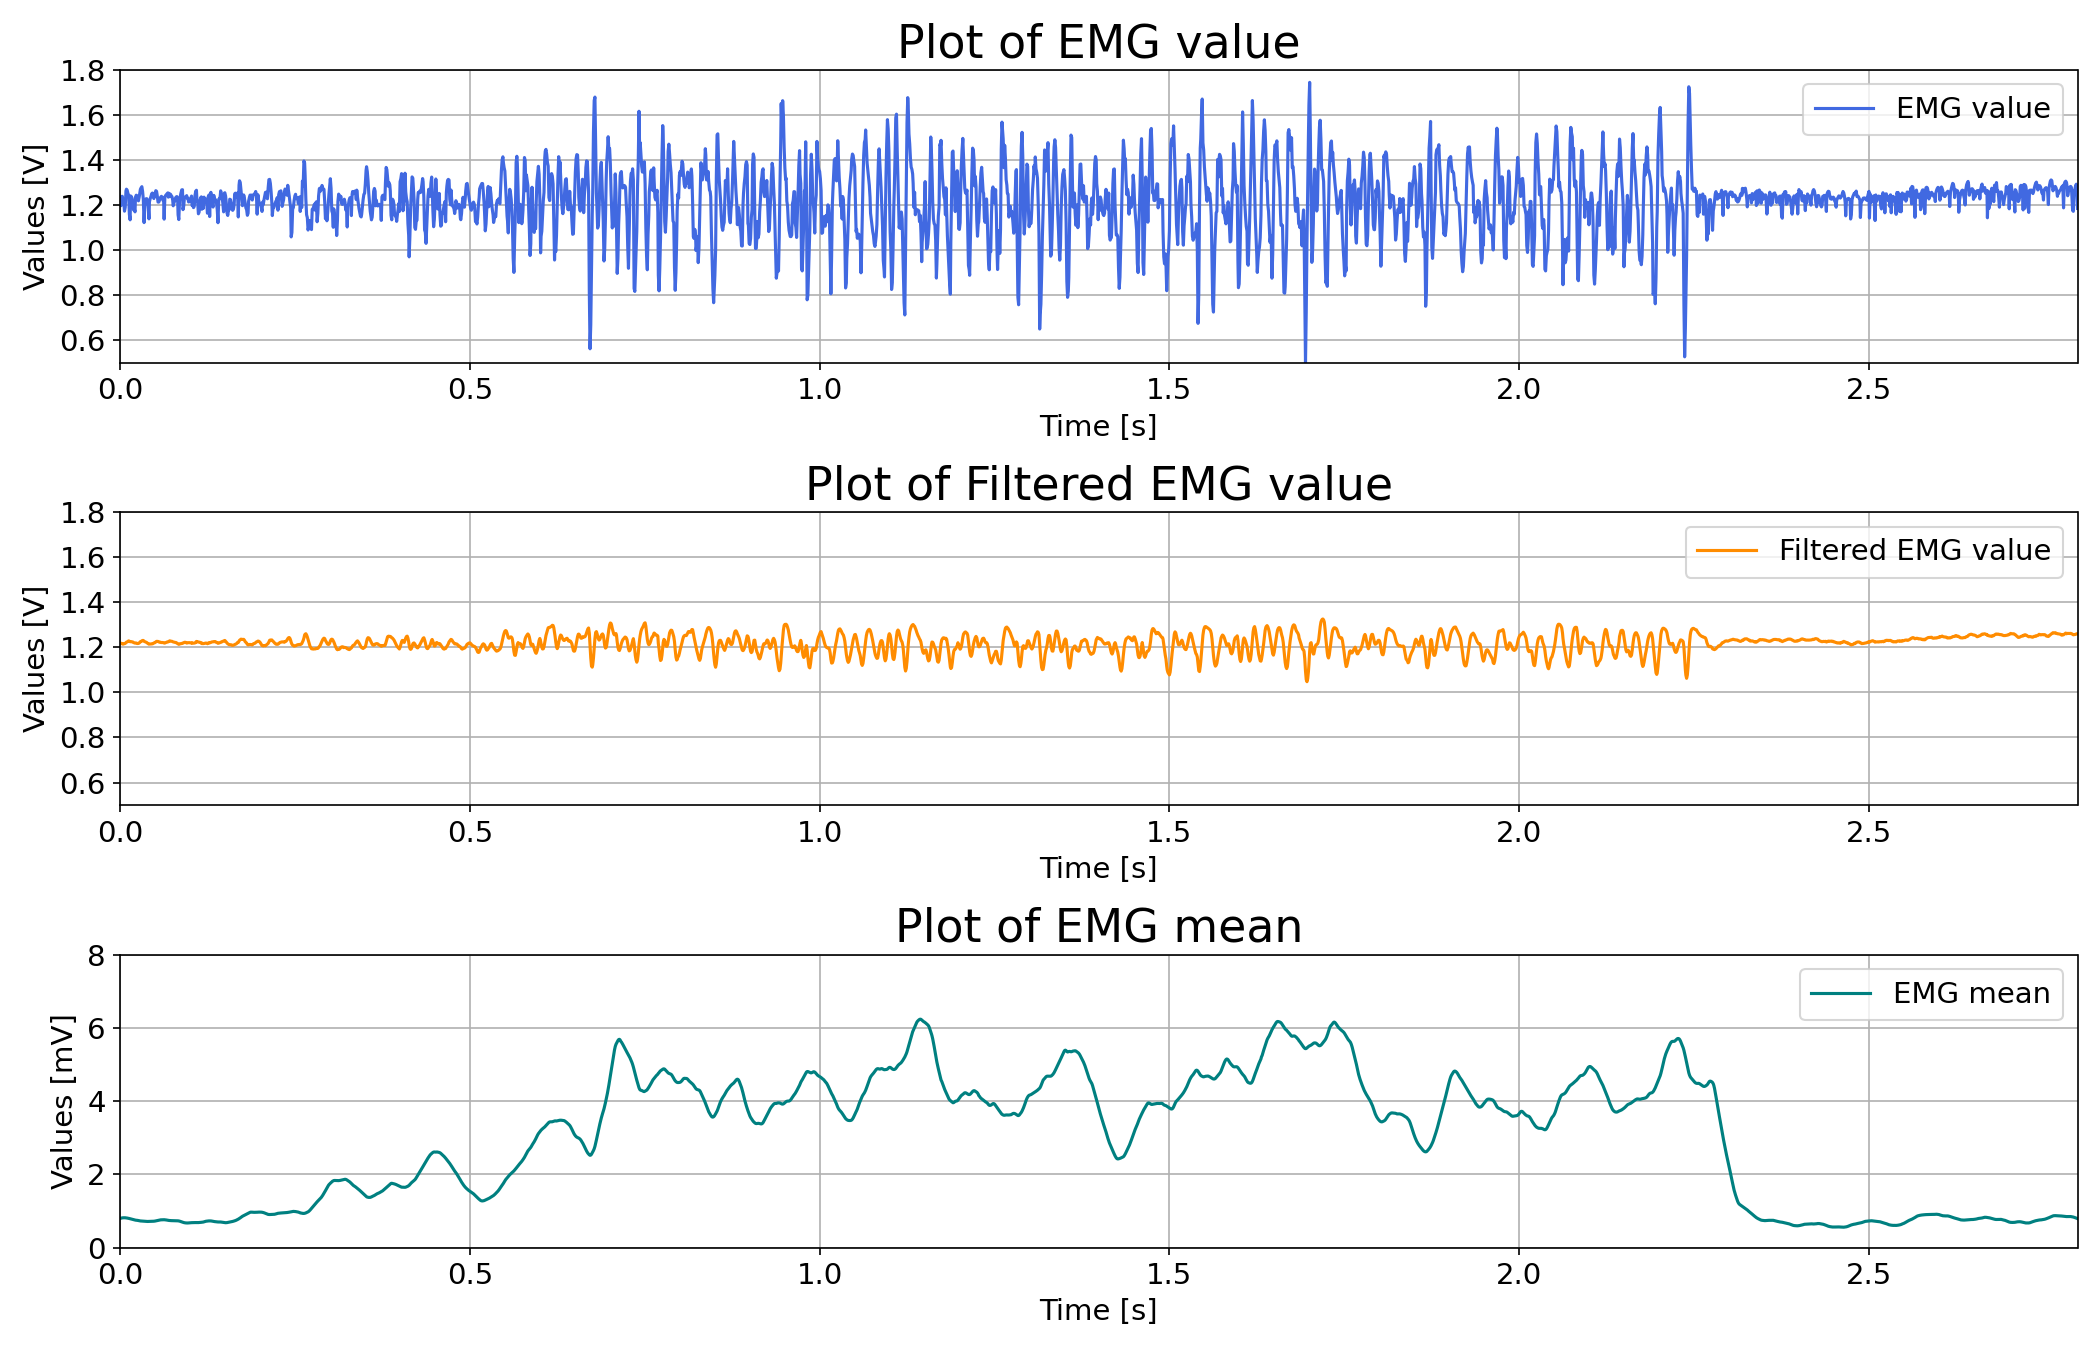 Plot of EMG value
1.8
1.6
1.4
1.2
1.0
0.8
0.6
Values [V]
EMG value
0.0 0.5 1.0 1.5 2.0 2.5
Time [s]
Plot of Filtered EMG value
1.8
1.6
1.4
1.2
1.0
0.8
0.6
Values [V]
Filtered EMG value
0.0 0.5 1.0 1.5 2.0 2.5
Time [s]
Plot of EMG mean
8
6
4
2
0
Values [mV]
EMG mean
0.0 0.5 1.0 1.5 2.0 2.5
Time [s]